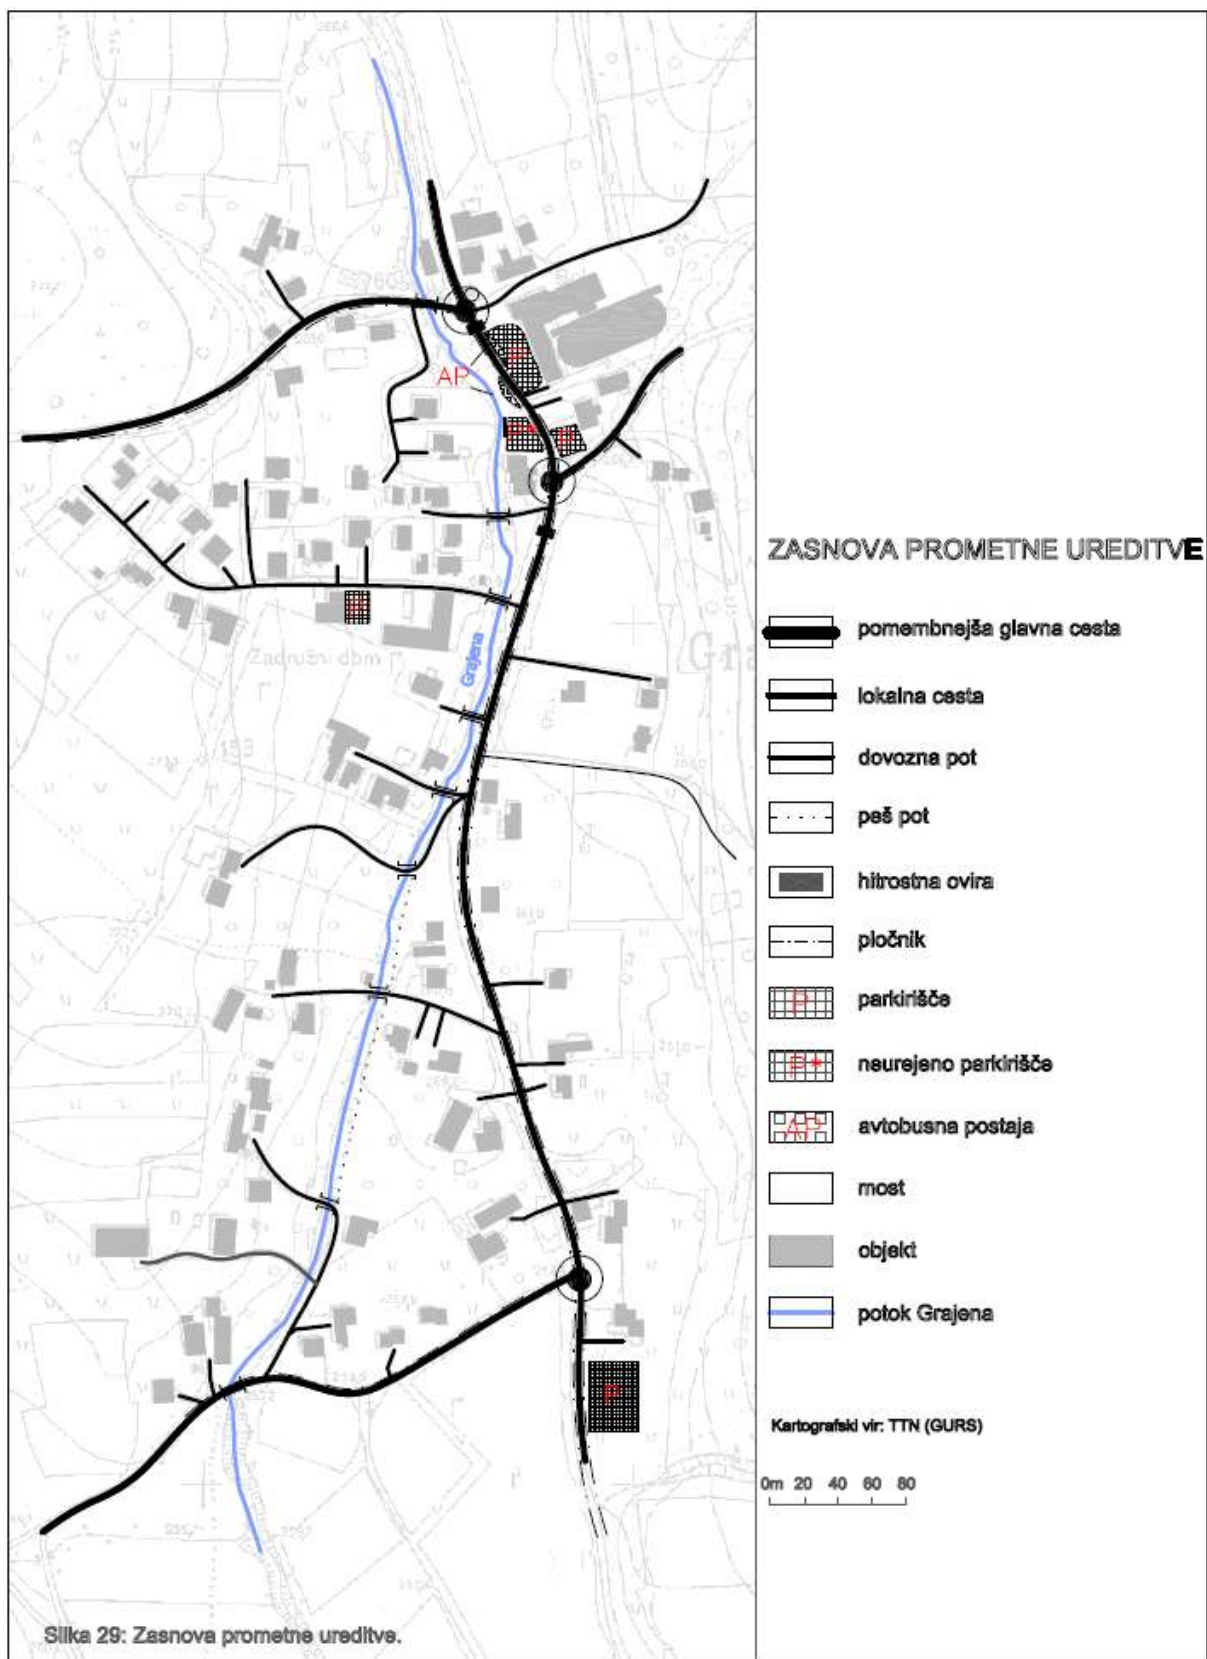 AP
P
P*
P
P
Zadružni dom
Grajena
153
P
Slika 29: Zasnova prometne ureditve.
ZASNOVA PROMETNE UREDITVE
pomembnejša glavna cesta
lokalna cesta
dovozna pot
peš pot
hitrostna ovira
pločnik
P parkirišče
P* neurejeno parkirišče
AP avtobusna postaja
most
objekt
potok Grajena
Kartografski vir: TTN (GURS)
0m 20 40 60 80